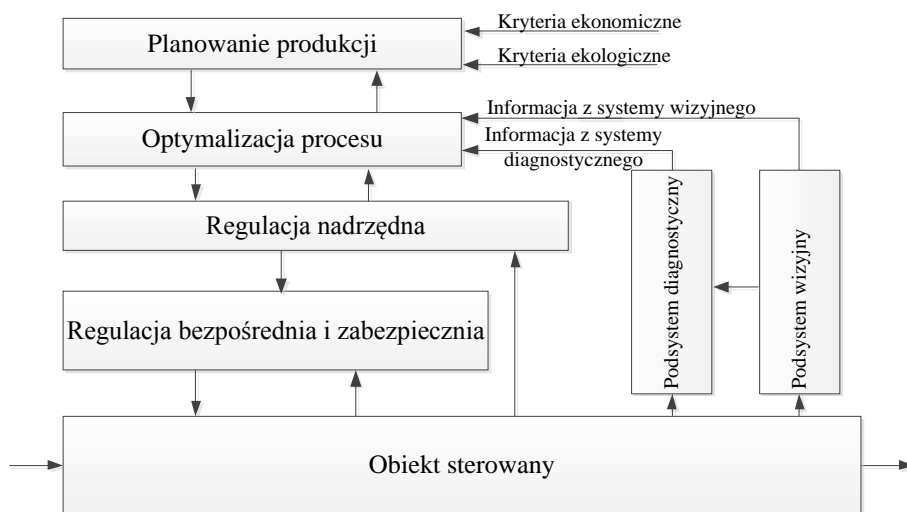 Planowanie produkcji
Kryteria ekonomiczne
Kryteria ekologiczne
Optymalizacja procesu
Informacja z systemy wizyjnego
Informacja z systemy
diagnostycznego
Regulacja nadrzędna
Regulacja bezpośrednia i zabezpiecznia
Podsystem diagnostyczny
Podsystem wizyjny
Obiekt sterowany